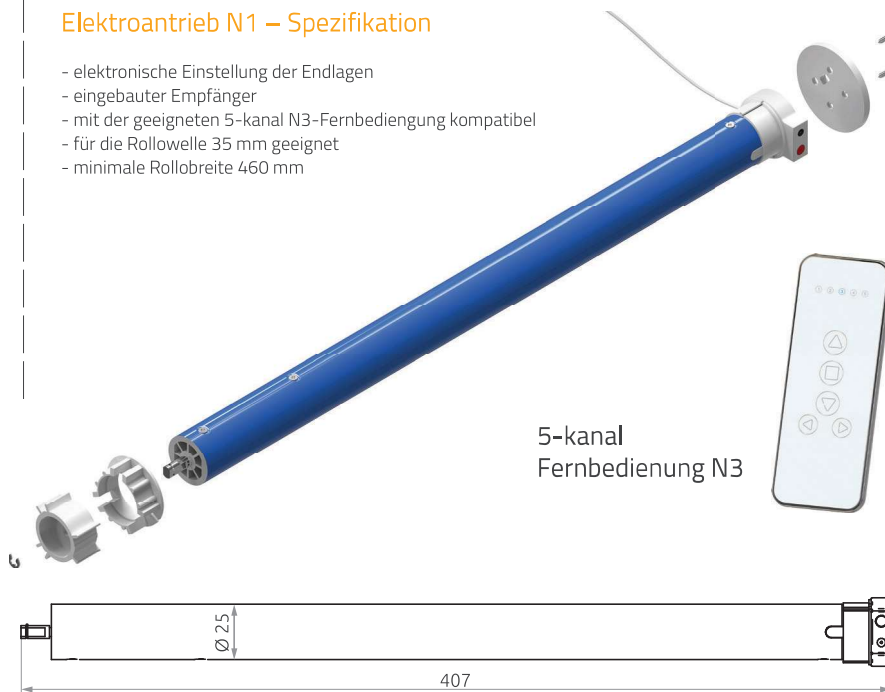 Elektroantrieb N1 – Spezifikation
- elektronische Einstellung der Endlagen
- eingebauter Empfänger
- mit der geeigneten 5-kanal N3-Fernbediengung kompatibel
- für die Rollowelle 35 mm geeignet
- minimale Rollobreite 460 mm
5-kanal
Fernbedienung N3
Ø 25
407